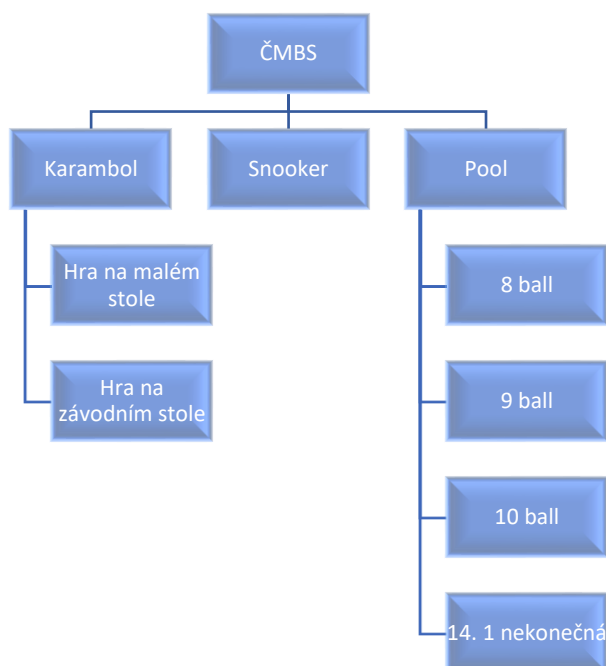 ČMBS
Karambol
Snooker
Pool
Hra na malém
stole
Hra na
závodním stole
8 ball
9 ball
10 ball
14. 1 nekonečná